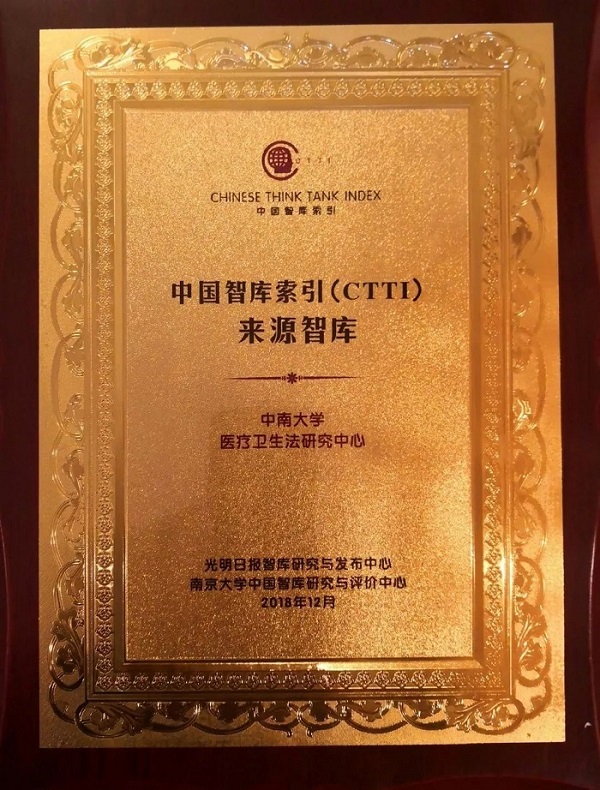 CTTI
CHINESE THINK TANK INDEX
中国智库索引
中国智库索引（CTTI）
来源智库
中南大学
医疗卫生法研究中心
光明日报智库研究与发布中心
南京大学中国智库研究与评价中心
2018年12月